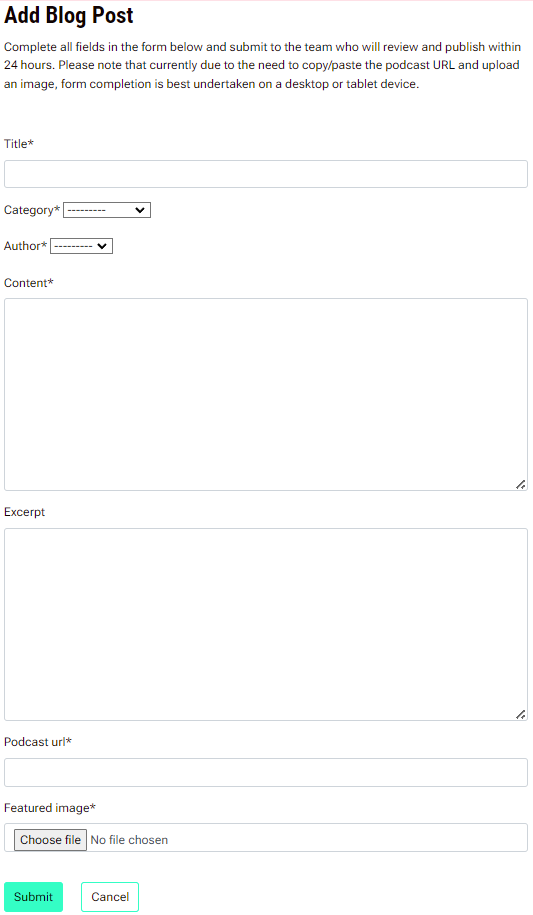 Add Blog Post
Complete all fields in the form below and submit to the team who will review and publish within
24 hours. Please note that currently due to the need to copy/paste the podcast URL and upload
an image, form completion is best undertaken on a desktop or tablet device.
Title*
Category* ---------
Author* ---------
Content*
Excerpt
Podcast url*
Featured image*
Choose file No file chosen
Submit Cancel